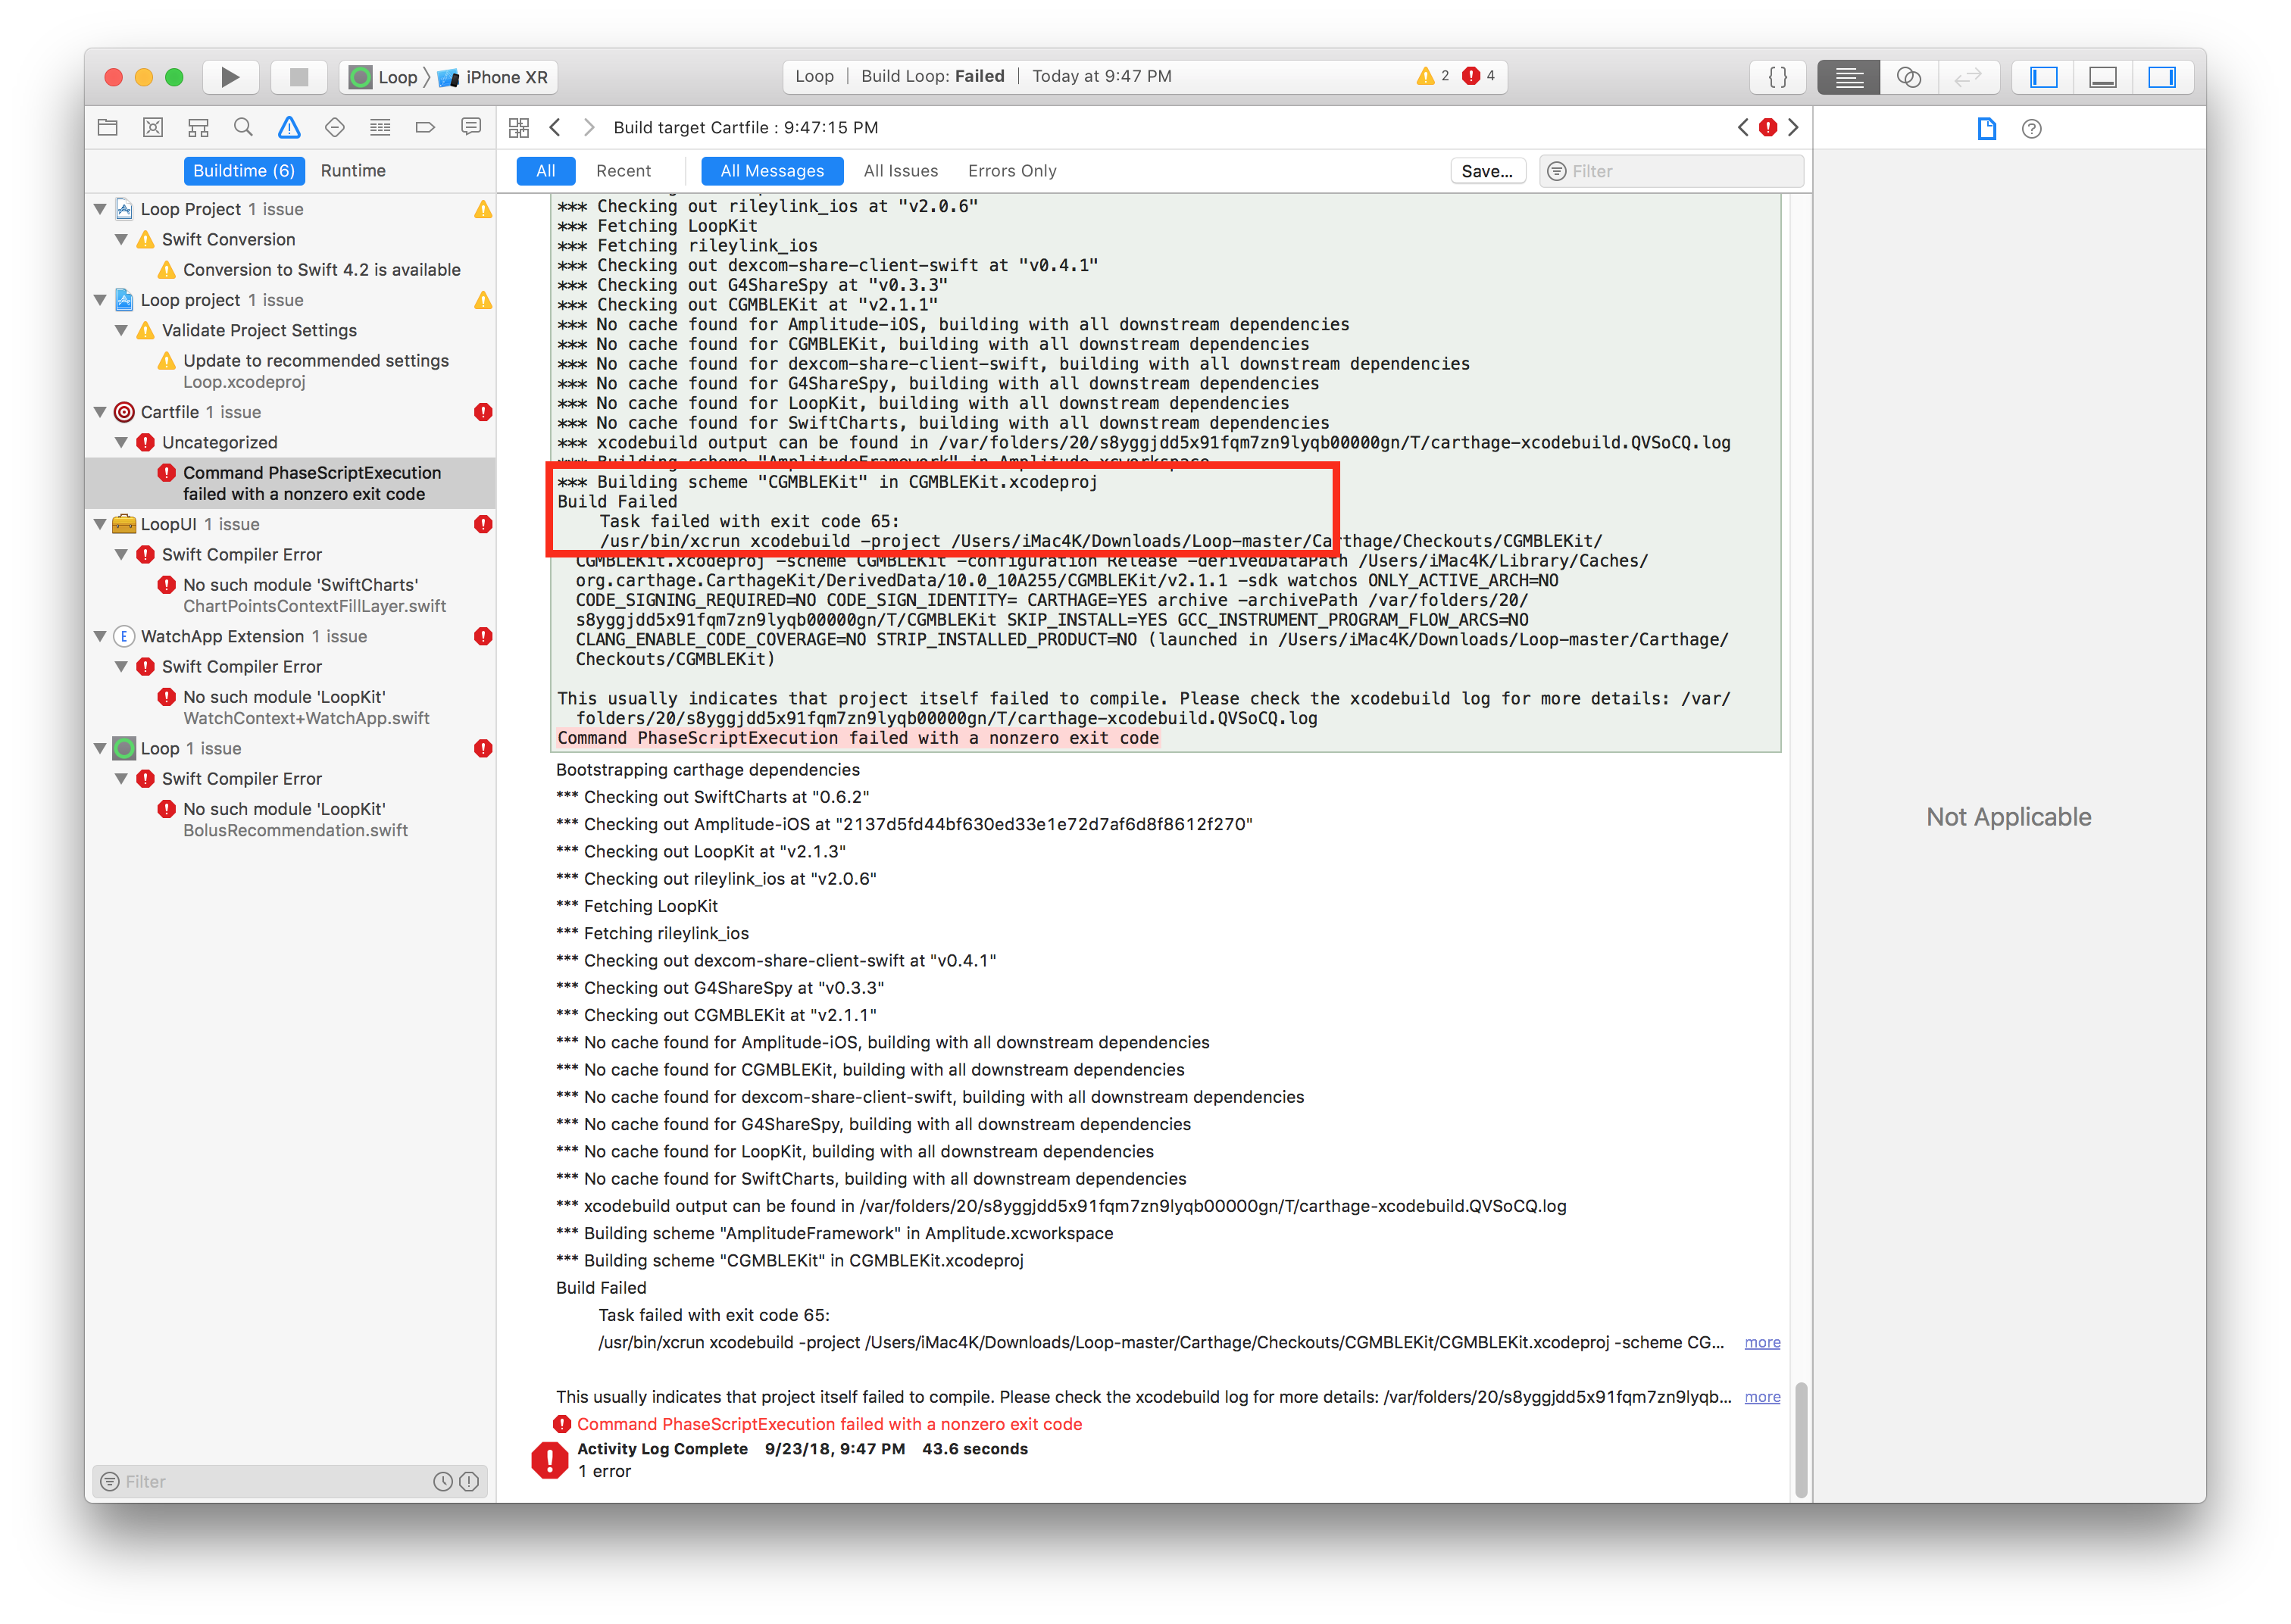 Loop 〉 iPhone XR
Loop | Build Loop: Failed | Today at 9:47 PM 2 4
{ }
Build target Cartfile : 9:47:15 PM
Buildtime (6) Runtime
All Recent All Messages All Issues Errors Only Save... Filter
Loop Project 1 issue
Swift Conversion
Conversion to Swift 4.2 is available
Loop project 1 issue
Validate Project Settings
Update to recommended settings
Loop.xcodeproj
Cartfile 1 issue
Uncategorized
Command PhaseScriptExecution
failed with a nonzero exit code
LoopUI 1 issue
Swift Compiler Error
No such module 'SwiftCharts'
ChartPointsContextFillLayer.swift
E WatchApp Extension 1 issue
Swift Compiler Error
No such module 'LoopKit'
WatchContext+WatchApp.swift
Loop 1 issue
Swift Compiler Error
No such module 'LoopKit'
BolusRecommendation.swift
Filter
*** Checking out rileylink_ios at "v2.0.6"
*** Fetching LoopKit
*** Fetching rileylink_ios
*** Checking out dexcom-share-client-swift at "v0.4.1"
*** Checking out G4ShareSpy at "v0.3.3"
*** Checking out CGMBLEKit at "v2.1.1"
*** No cache found for Amplitude-iOS, building with all downstream dependencies
*** No cache found for CGMBLEKit, building with all downstream dependencies
*** No cache found for dexcom-share-client-swift, building with all downstream dependencies
*** No cache found for G4ShareSpy, building with all downstream dependencies
*** No cache found for LoopKit, building with all downstream dependencies
*** No cache found for SwiftCharts, building with all downstream dependencies
*** xcodebuild output can be found in /var/folders/20/s8yggjdd5x91fqm7zn9lyqb00000gn/T/carthage-xcodebuild.QVSoCQ.log
*** Building scheme "AmplitudeFramework" in Amplitude.xcworkspace
*** Building scheme "CGMBLEKit" in CGMBLEKit.xcodeproj
Build Failed
Task failed with exit code 65:
/usr/bin/xcrun xcodebuild -project /Users/iMac4K/Downloads/Loop-master/Carthage/Checkouts/CGMBLEKit/
CGMBLEKit.xcodeproj -scheme CGMBLEKit -configuration Release -derivedDataPath /Users/iMac4K/Library/Caches/
org.carthage.CarthageKit/DerivedData/10.0_10A255/CGMBLEKit/v2.1.1 -sdk watchos ONLY_ACTIVE_ARCH=NO
CODE_SIGNING_REQUIRED=NO CODE_SIGN_IDENTITY= CARTHAGE=YES archive -archivePath /var/folders/20/
s8yggjdd5x91fqm7zn9lyqb00000gn/T/CGMBLEKit SKIP_INSTALL=YES GCC_INSTRUMENT_PROGRAM_FLOW_ARCS=NO
CLANG_ENABLE_CODE_COVERAGE=NO STRIP_INSTALLED_PRODUCT=NO (launched in /Users/iMac4K/Downloads/Loop-master/Carthage/
Checkouts/CGMBLEKit)
This usually indicates that project itself failed to compile. Please check the xcodebuild log for more details: /var/
folders/20/s8yggjdd5x91fqm7zn9lyqb00000gn/T/carthage-xcodebuild.QVSoCQ.log
Command PhaseScriptExecution failed with a nonzero exit code
Bootstrapping carthage dependencies
*** Checking out SwiftCharts at "0.6.2"
*** Checking out Amplitude-iOS at "2137d5fd44bf630ed33e1e72d7af6d8f8612f270"
*** Checking out LoopKit at "v2.1.3"
*** Checking out rileylink_ios at "v2.0.6"
*** Fetching LoopKit
*** Fetching rileylink_ios
*** Checking out dexcom-share-client-swift at "v0.4.1"
*** Checking out G4ShareSpy at "v0.3.3"
*** Checking out CGMBLEKit at "v2.1.1"
*** No cache found for Amplitude-iOS, building with all downstream dependencies
*** No cache found for CGMBLEKit, building with all downstream dependencies
*** No cache found for dexcom-share-client-swift, building with all downstream dependencies
*** No cache found for G4ShareSpy, building with all downstream dependencies
*** No cache found for LoopKit, building with all downstream dependencies
*** No cache found for SwiftCharts, building with all downstream dependencies
*** xcodebuild output can be found in /var/folders/20/s8yggjdd5x91fqm7zn9lyqb00000gn/T/carthage-xcodebuild.QVSoCQ.log
*** Building scheme "AmplitudeFramework" in Amplitude.xcworkspace
*** Building scheme "CGMBLEKit" in CGMBLEKit.xcodeproj
Build Failed
Task failed with exit code 65:
/usr/bin/xcrun xcodebuild -project /Users/iMac4K/Downloads/Loop-master/Carthage/Checkouts/CGMBLEKit/CGMBLEKit.xcodeproj -scheme CG... more
This usually indicates that project itself failed to compile. Please check the xcodebuild log for more details: /var/folders/20/s8yggjdd5x91fqm7zn9lyqb... more
Command PhaseScriptExecution failed with a nonzero exit code
Activity Log Complete 9/23/18, 9:47 PM 43.6 seconds
1 error
Not Applicable